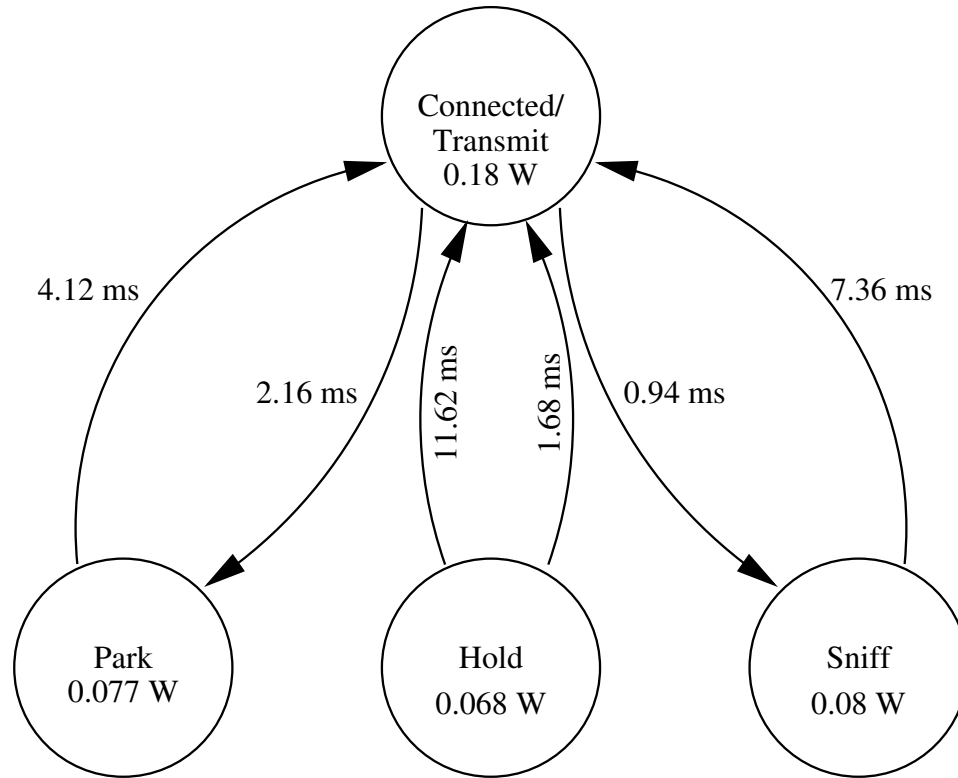 Connected/
Transmit
0.18 W
4.12 ms
7.36 ms
2.16 ms
11.62 ms
1.68 ms
0.94 ms
Park
0.077 W
Hold
0.068 W
Sniff
0.08 W